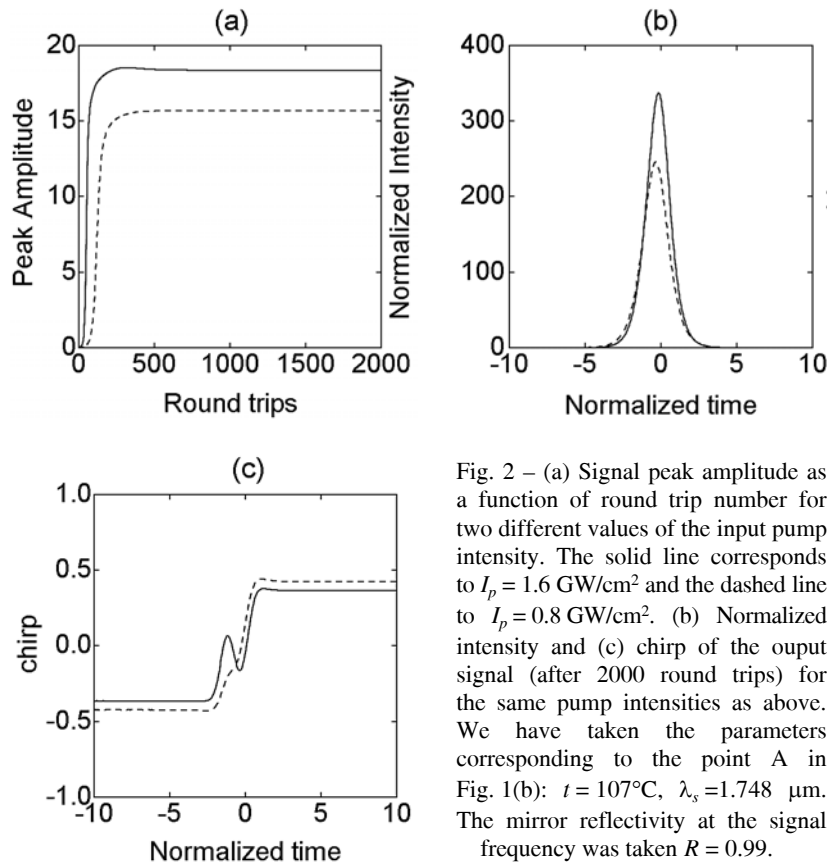 (a)
20
15
10
5
0
0 500 1000 1500 2000
Peak Amplitude
Round trips
(b)
400
300
200
100
0
-10 -5 0 5 10
Normalized Intensity
Normalized time
(c)
1.0
0.5
0.0
-0.5
-1.0
-10 -5 0 5 10
chirp
Normalized time
Fig. 2 – (a) Signal peak amplitude as
a function of round trip number for
two different values of the input pump
intensity. The solid line corresponds
to Iₚ = 1.6 GW/cm² and the dashed line
to Iₚ = 0.8 GW/cm². (b) Normalized
intensity and (c) chirp of the ouput
signal (after 2000 round trips) for
the same pump intensities as above.
We have taken the parameters
corresponding to the point A in
Fig. 1(b): t = 107°C, λₛ =1.748 μm.
The mirror reflectivity at the signal
frequency was taken R = 0.99.